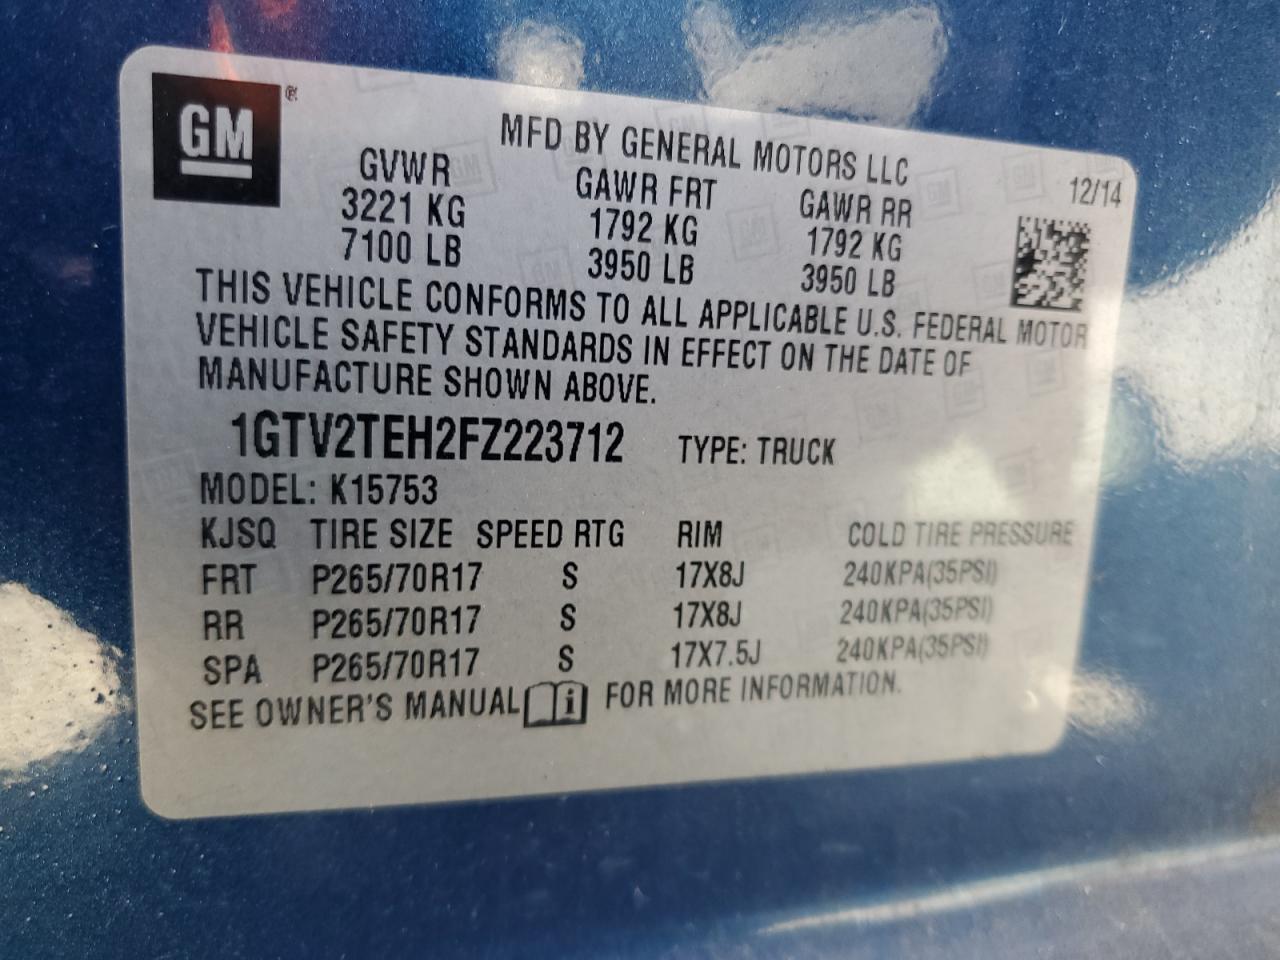 GM ®
MFD BY GENERAL MOTORS LLC
12/14
GVWR GAWR FRT GAWR RR
3221 KG 1792 KG 1792 KG
7100 LB 3950 LB 3950 LB
THIS VEHICLE CONFORMS TO ALL APPLICABLE U.S. FEDERAL MOTOR
VEHICLE SAFETY STANDARDS IN EFFECT ON THE DATE OF
MANUFACTURE SHOWN ABOVE.
1GTV2TEH2FZ223712 TYPE: TRUCK
MODEL: K15753
KJSQ TIRE SIZE SPEED RTG RIM COLD TIRE PRESSURE
FRT P265/70R17 S 17X8J 240KPA(35PSI)
RR P265/70R17 S 17X8J 240KPA(35PSI)
SPA P265/70R17 S 17X7.5J 240KPA(35PSI)
SEE OWNER'S MANUAL i FOR MORE INFORMATION.